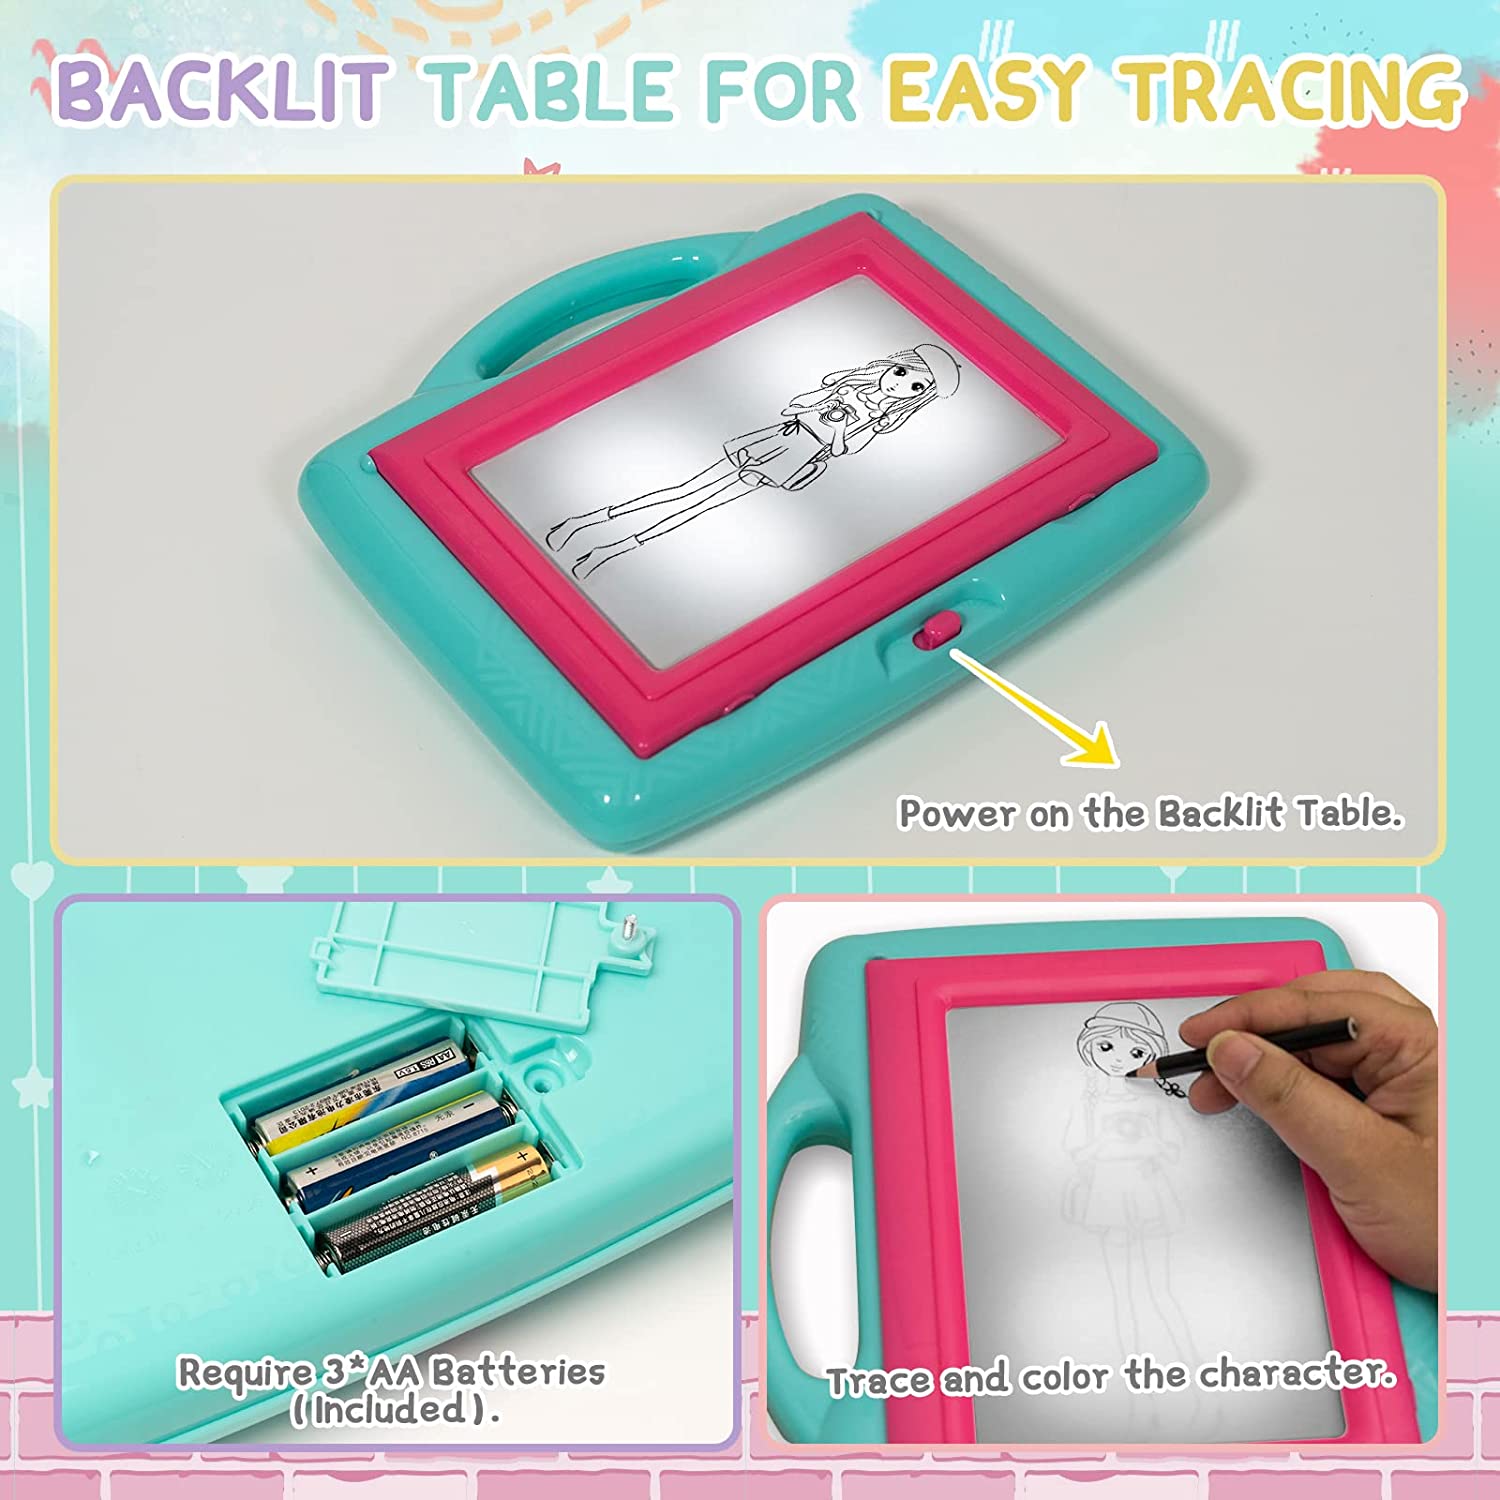 BACKLIT TABLE FOR EASY TRACING
Power on the Backlit Table.
Require 3*AA Batteries
(Included).
Trace and color the character.